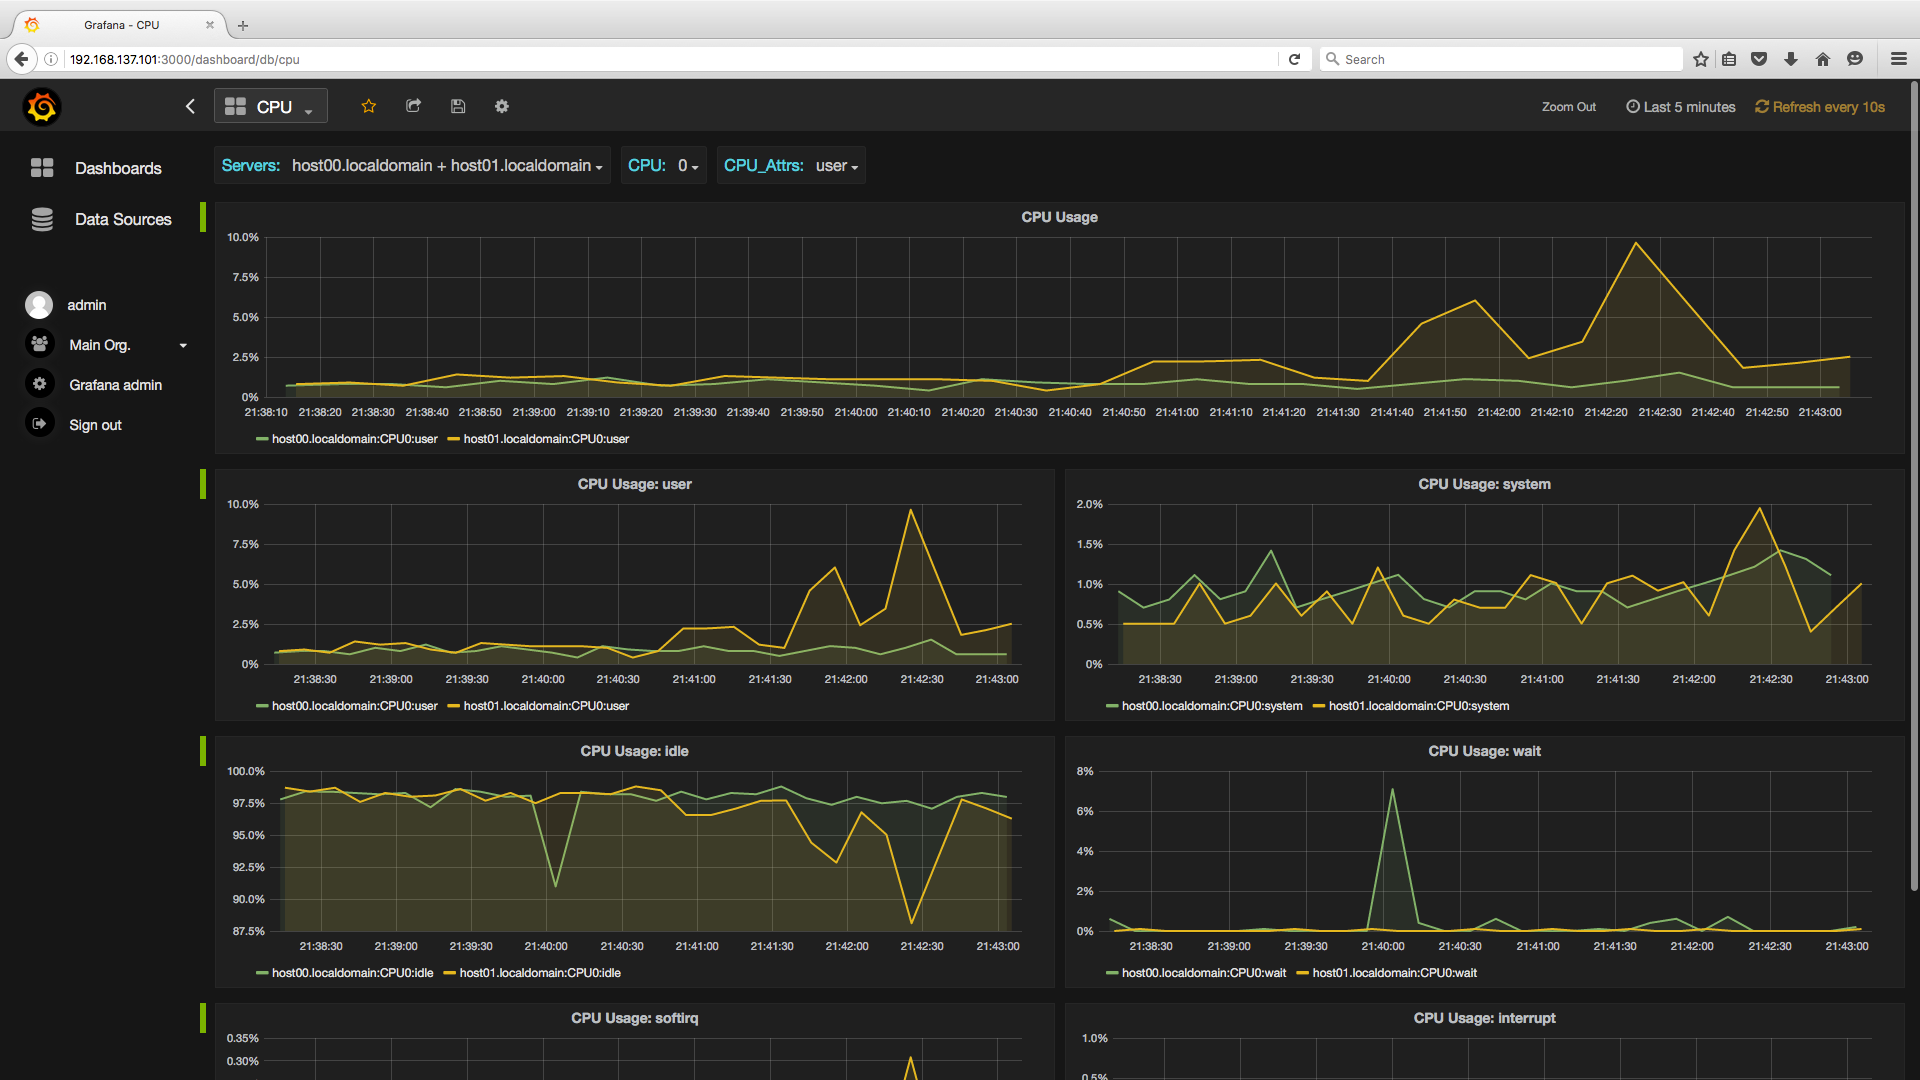 Grafana - CPU
192.168.137.101:3000/dashboard/db/cpu
Search
CPU
Zoom Out
Last 5 minutes
Refresh every 10s
Dashboards
Data Sources
admin
Main Org.
Grafana admin
Sign out
Servers: host00.localdomain + host01.localdomain
CPU: 0
CPU_Attrs: user
CPU Usage
10.0%
7.5%
5.0%
2.5%
0%
21:38:10 21:38:20 21:38:30 21:38:40 21:38:50 21:39:00 21:39:10 21:39:20 21:39:30 21:39:40 21:39:50 21:40:00 21:40:10 21:40:20 21:40:30 21:40:40 21:40:50 21:41:00 21:41:10 21:41:20 21:41:30 21:41:40 21:41:50 21:42:00 21:42:10 21:42:20 21:42:30 21:42:40 21:42:50 21:43:00
host00.localdomain:CPU0:user host01.localdomain:CPU0:user
CPU Usage: user
10.0%
7.5%
5.0%
2.5%
0%
21:38:30 21:39:00 21:39:30 21:40:00 21:40:30 21:41:00 21:41:30 21:42:00 21:42:30 21:43:00
host00.localdomain:CPU0:user host01.localdomain:CPU0:user
CPU Usage: system
2.0%
1.5%
1.0%
0.5%
0%
21:38:30 21:39:00 21:39:30 21:40:00 21:40:30 21:41:00 21:41:30 21:42:00 21:42:30 21:43:00
host00.localdomain:CPU0:system host01.localdomain:CPU0:system
CPU Usage: idle
100.0%
97.5%
95.0%
92.5%
90.0%
87.5%
21:38:30 21:39:00 21:39:30 21:40:00 21:40:30 21:41:00 21:41:30 21:42:00 21:42:30 21:43:00
host00.localdomain:CPU0:idle host01.localdomain:CPU0:idle
CPU Usage: wait
8%
6%
4%
2%
0%
21:38:30 21:39:00 21:39:30 21:40:00 21:40:30 21:41:00 21:41:30 21:42:00 21:42:30 21:43:00
host00.localdomain:CPU0:wait host01.localdomain:CPU0:wait
CPU Usage: softirq
0.35%
0.30%
CPU Usage: interrupt
1.0%
0.5%